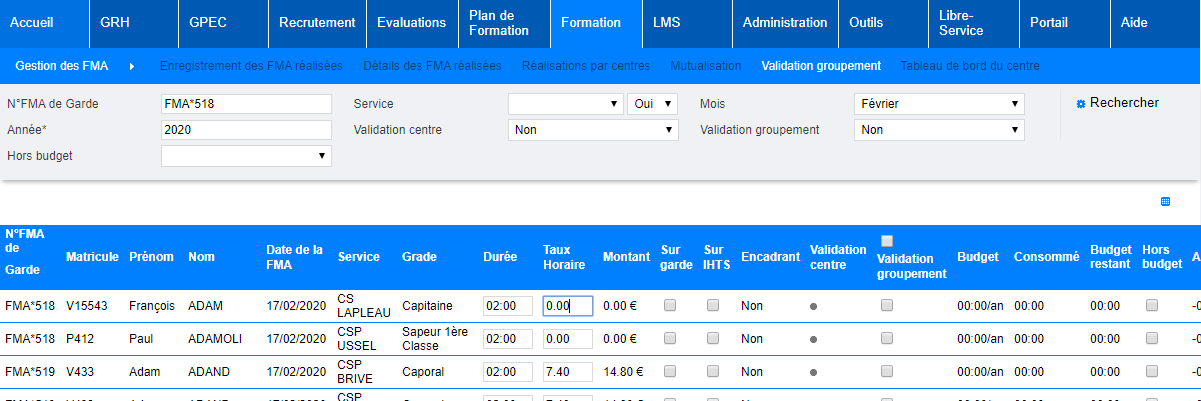 Accueil GRH GPEC Recrutement Evaluations Plan de Formation Formation LMS Administration Outils Libre-Service Portail Aide
Gestion des FMA Enregistrement des FMA réalisées Détails des FMA réalisées Réalisations par centres Mutualisation Validation groupement Tableau de bord du centre
N°FMA de Garde FMA*518 Service Oui Mois Février Rechercher
Année* 2020 Validation centre Non Validation groupement Non
Hors budget
N°FMA de Garde Matricule Prénom Nom Date de la FMA Service Grade Durée Taux Horaire Montant Sur garde Sur IHTS Encadrant Validation centre Validation groupement Budget Consommé Budget restant Hors budget A
FMA*518 V15543 François ADAM 17/02/2020 CS LAPLEAU Capitaine 02:00 0.00 0.00 € Non 00:00/an 00:00 00:00 -0
FMA*518 P412 Paul ADAMOLI 17/02/2020 CSP USSEL Sapeur 1ère Classe 02:00 0.00 0.00 € Non 00:00/an 00:00 00:00 -0
FMA*519 V433 Adam ADAND 17/02/2020 CSP BRIVE Caporal 02:00 7.40 14.80 € Non 00:00/an 00:00 00:00 -0
CSP